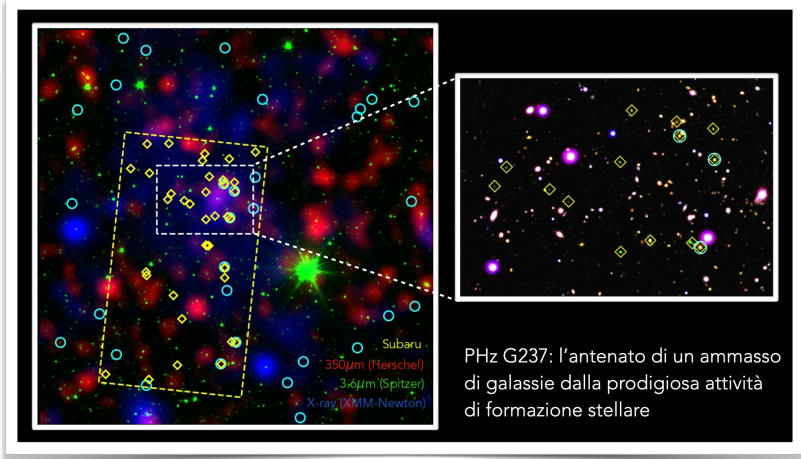 Subaru
350µm (Herschel)
3.6µm (Spitzer)
X-ray (XMM-Newton)
PHz G237: l'antenato di un ammasso
di galassie dalla prodigiosa attività
di formazione stellare